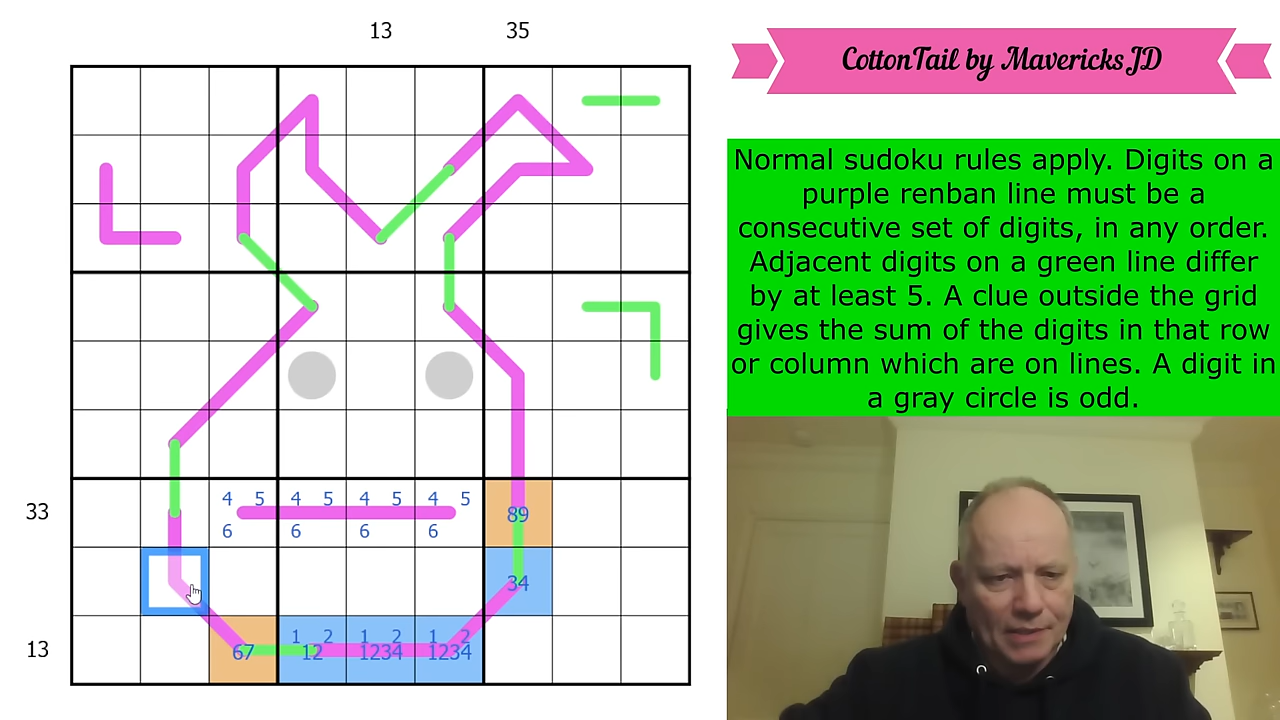 13 35
CottonTail by MavericksJD
Normal sudoku rules apply. Digits on a
purple renban line must be a
consecutive set of digits, in any order.
Adjacent digits on a green line differ
by at least 5. A clue outside the grid
gives the sum of the digits in that row
or column which are on lines. A digit in
a gray circle is odd.
4 5 4 5 4 5 4 5
33 89
6 6 6 6
34
1 2 1 2 1 2
13 67 12 1234 1234